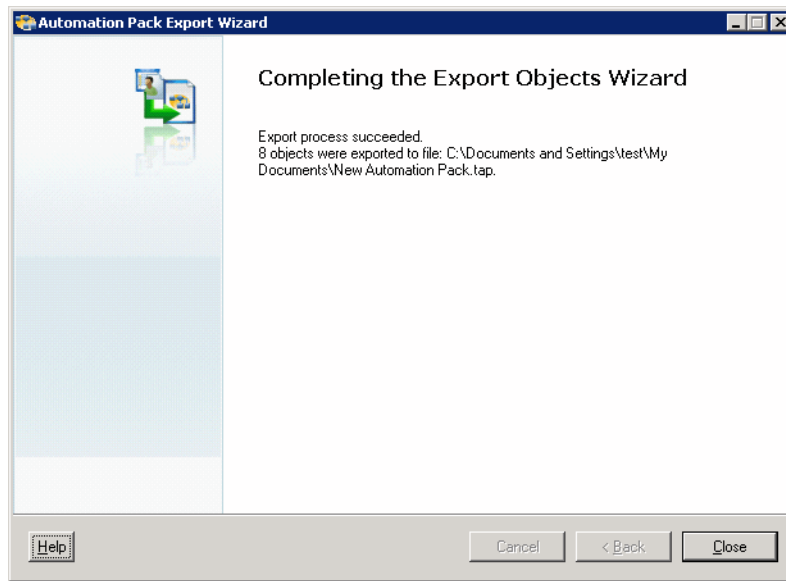 Automation Pack Export Wizard
Completing the Export Objects Wizard
Export process succeeded.
8 objects were exported to file: C:\Documents and Settings\test\My
Documents\New Automation Pack.tap.
Help
Cancel
< Back
Close